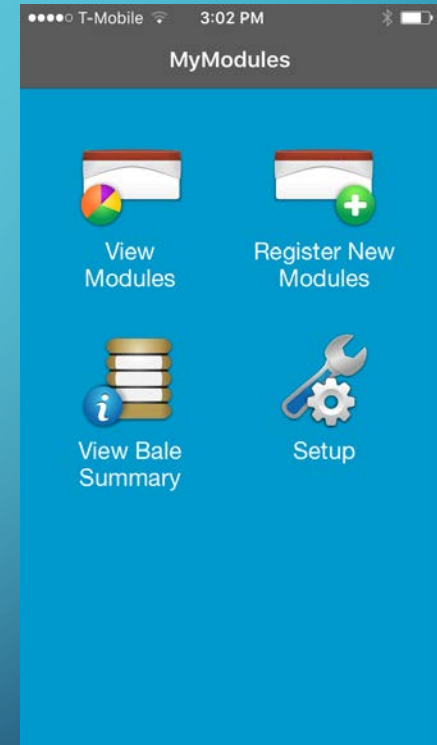 T-Mobile 3:02 PM
MyModules
View
Modules
Register New
Modules
i
View Bale
Summary
Setup